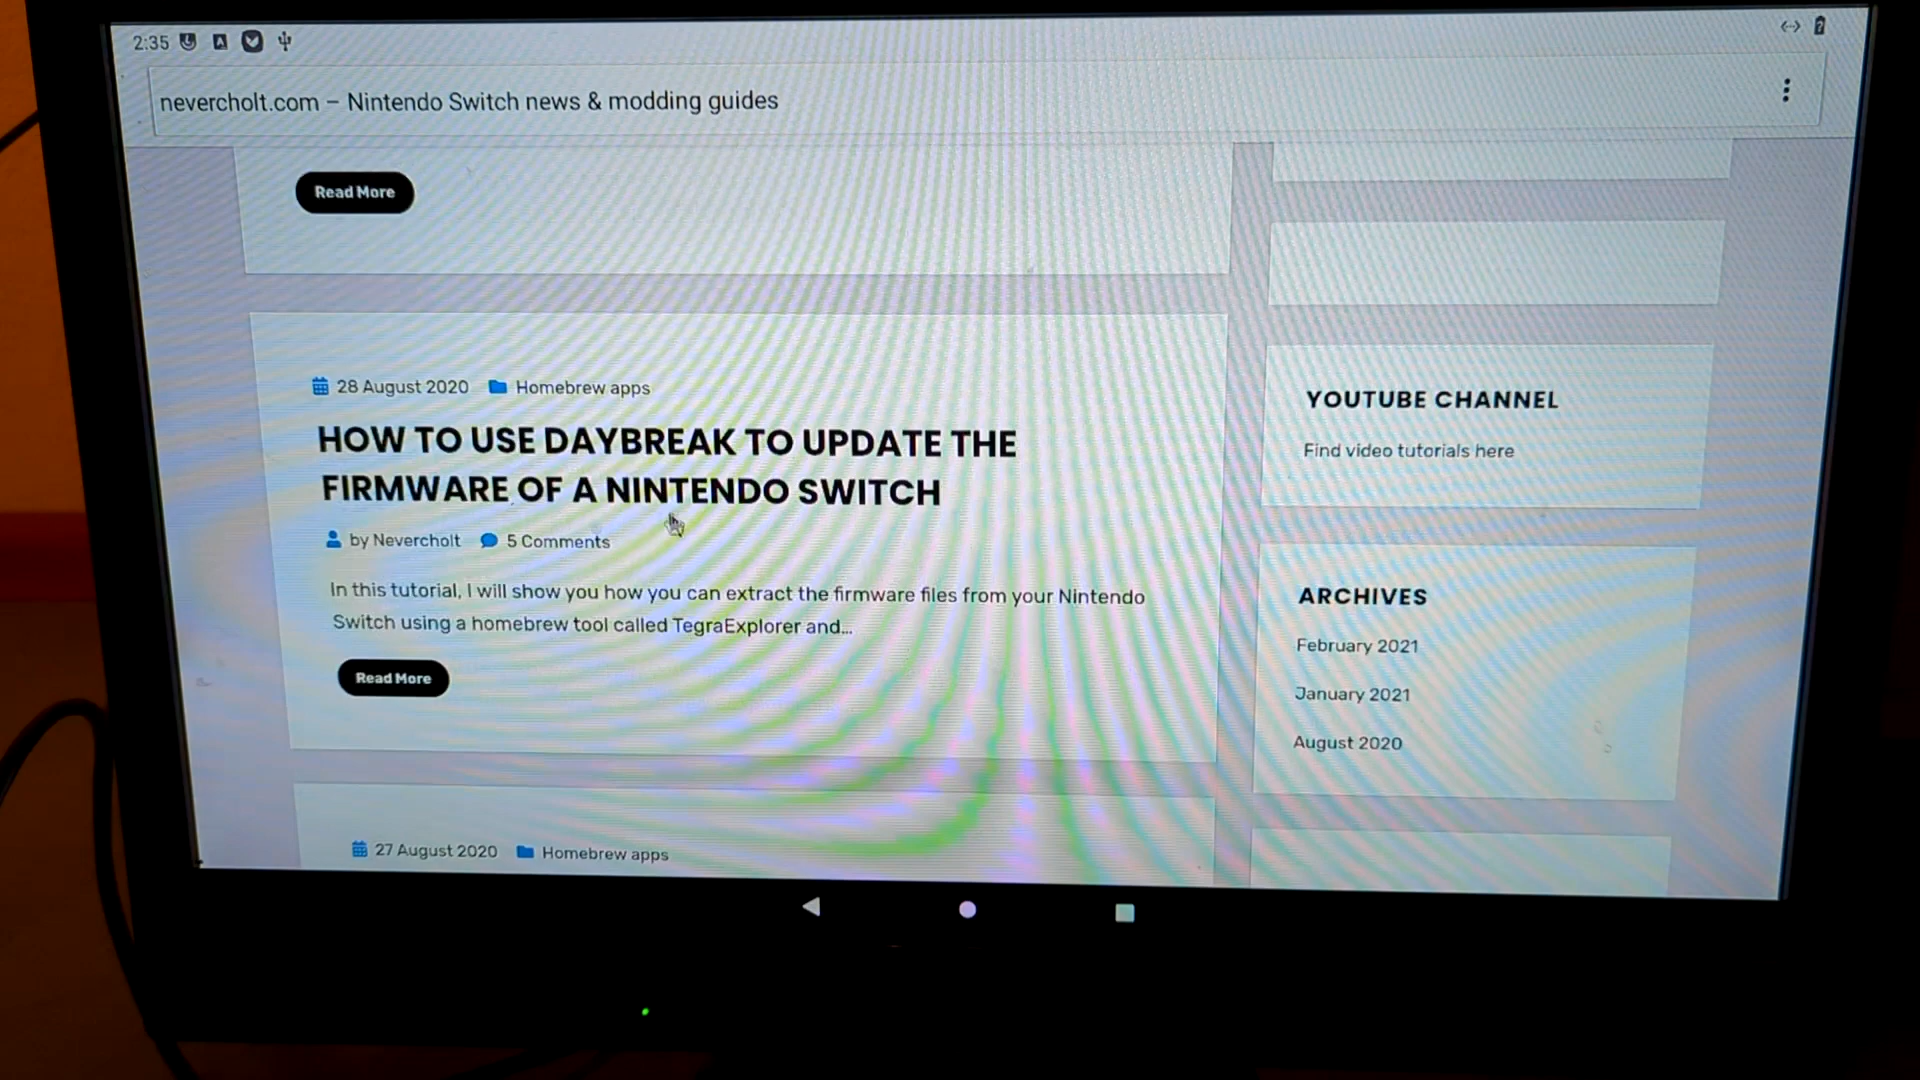 2:35
nevercholt.com – Nintendo Switch news & modding guides
Read More
28 August 2020 Homebrew apps
HOW TO USE DAYBREAK TO UPDATE THE
FIRMWARE OF A NINTENDO SWITCH
by Nevercholt 5 Comments
In this tutorial, I will show you how you can extract the firmware files from your Nintendo
Switch using a homebrew tool called TegraExplorer and...
Read More
27 August 2020 Homebrew apps
YOUTUBE CHANNEL
Find video tutorials here
ARCHIVES
February 2021
January 2021
August 2020